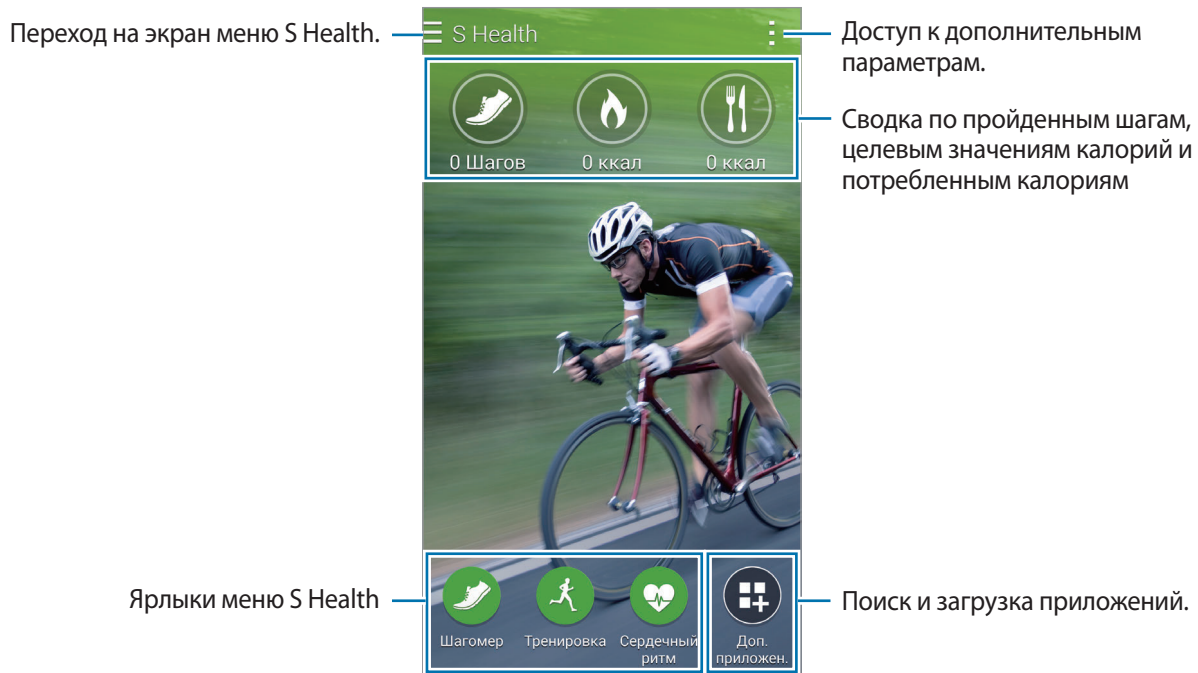 Переход на экран меню S Health.
S Health
Доступ к дополнительным
параметрам.
0 Шагов
0 ккал
0 ккал
Сводка по пройденным шагам,
целевым значениям калорий и
потребленным калориям
Ярлыки меню S Health
Шагомер
Тренировка
Сердечный
ритм
Доп.
приложен.
Поиск и загрузка приложений.